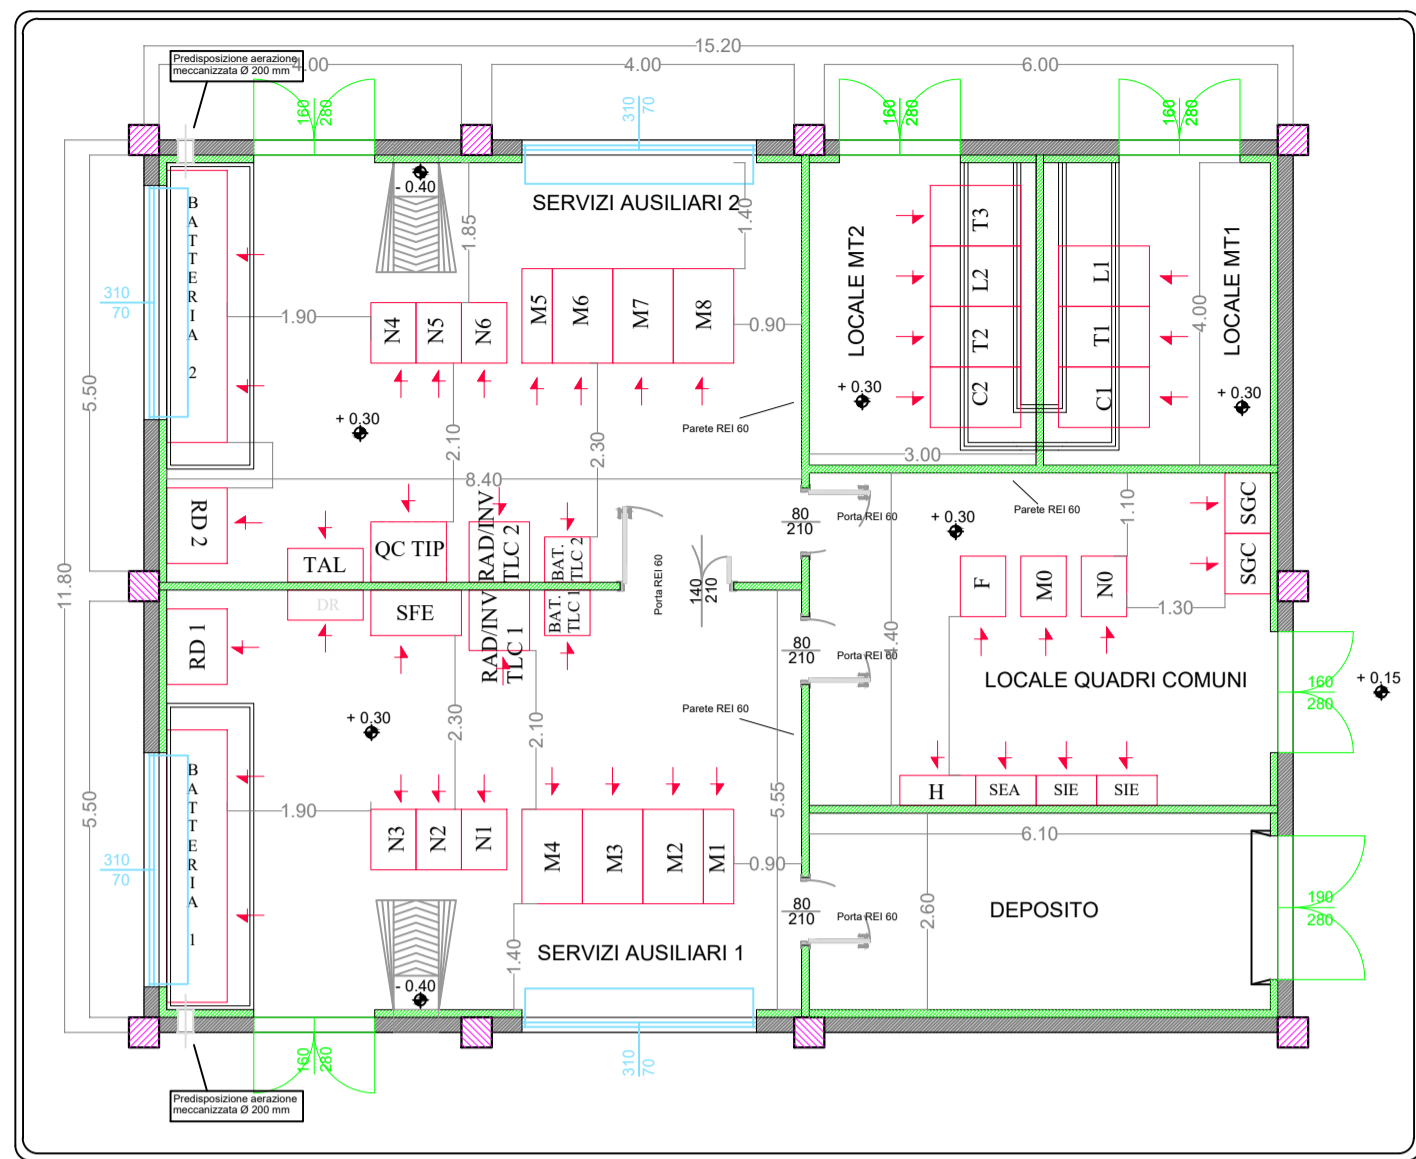 15.20
Predisposizione aerazione
meccanizzata Ø 200 mm
4.00
4.00
6.00
160
280
310
70
160
280
160
280
- 0.40
SERVIZI AUSILIARI 2
1.40
1.85
BATTERIA 2
310
70
1.90
N4
N5
N6
M5
M6
M7
M8
0.90
LOCALE MT2
T3
L2
T2
C2
L1
T1
C1
LOCALE MT1
4.00
+ 0.30
+ 0.30
+ 0.30
5.50
Parete REI 60
2.10
2.30
3.00
8.40
1.10
Parete REI 60
SGC
SGC
RD 2
TAL
QC TIP
RAD/INV
TLC 2
BAT.
TLC 2
80
210
Porta REI 60
+ 0.30
11.80
Porta REI 60
140
210
F
M0
N0
1.30
DR
SFE
RAD/INV
TLC 1
BAT.
TLC 1
RD 1
80
210
Porta REI 60
4.40
LOCALE QUADRI COMUNI
160
280
+ 0.15
+ 0.30
2.30
2.10
Parete REI 60
5.55
H
SEA
SIE
SIE
BATTERIA 1
5.50
310
70
1.90
N3
N2
N1
M4
M3
M2
M1
0.90
6.10
80
210
Porta REI 60
2.60
DEPOSITO
190
280
1.40
SERVIZI AUSILIARI 1
- 0.40
160
280
310
70
Predisposizione aerazione
meccanizzata Ø 200 mm